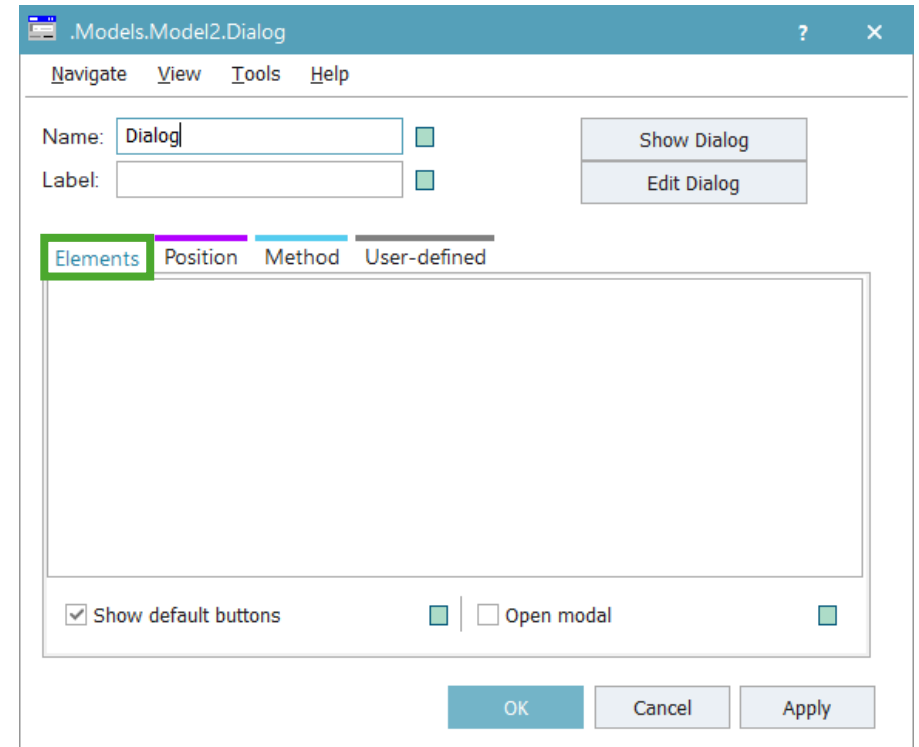 .Models.Model2.Dialog ? ×
Navigate View Tools Help
Name: Dialog Show Dialog
Label: Edit Dialog
Elements Position Method User-defined
Show default buttons Open modal
OK Cancel Apply